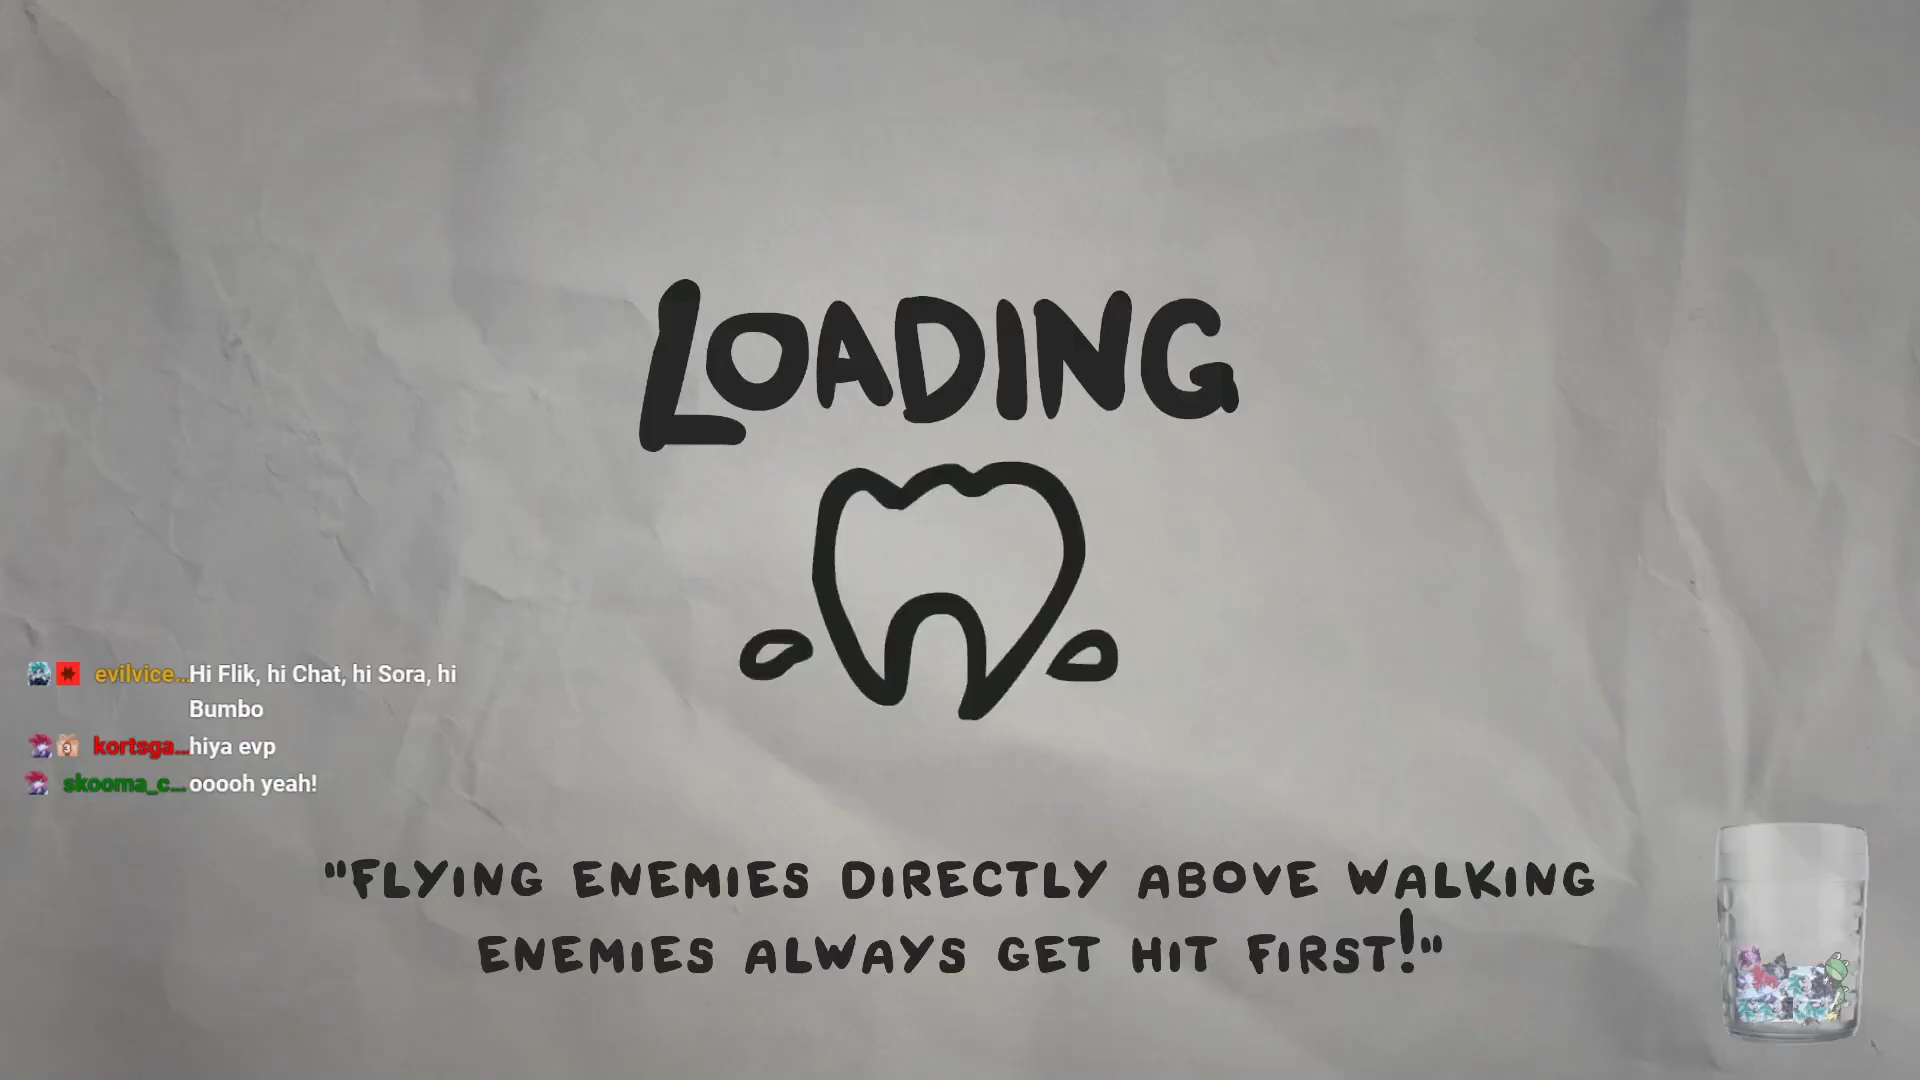 LOADING
evilvice...Hi Flik, hi Chat, hi Sora, hi
Bumbo
3 kortsga...hiya evp
skooma_c...ooooh yeah!
"FLYING ENEMIES DIRECTLY ABOVE WALKING
ENEMIES ALWAYS GET HIT FIRST!"